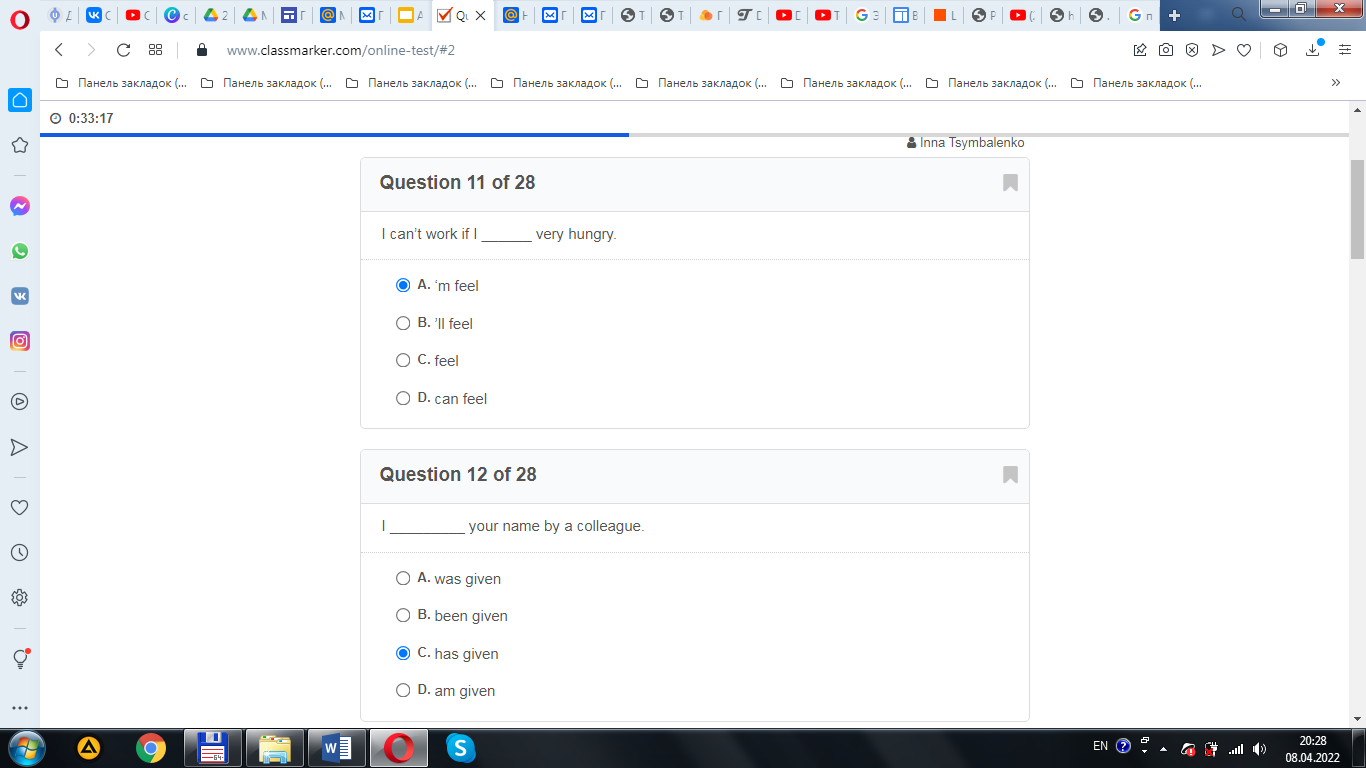 www.classmarker.com/online-test/#2
Панель закладок (...
Панель закладок (...
Панель закладок (...
Панель закладок (...
Панель закладок (...
Панель закладок (...
Панель закладок (...
Панель закладок (...
0:33:17
Inna Tsymbalenko
Question 11 of 28
I can't work if I ______ very hungry.
A. 'm feel
B. 'll feel
C. feel
D. can feel
Question 12 of 28
I _________ your name by a colleague.
A. was given
B. been given
C. has given
D. am given
EN
20:28
08.04.2022